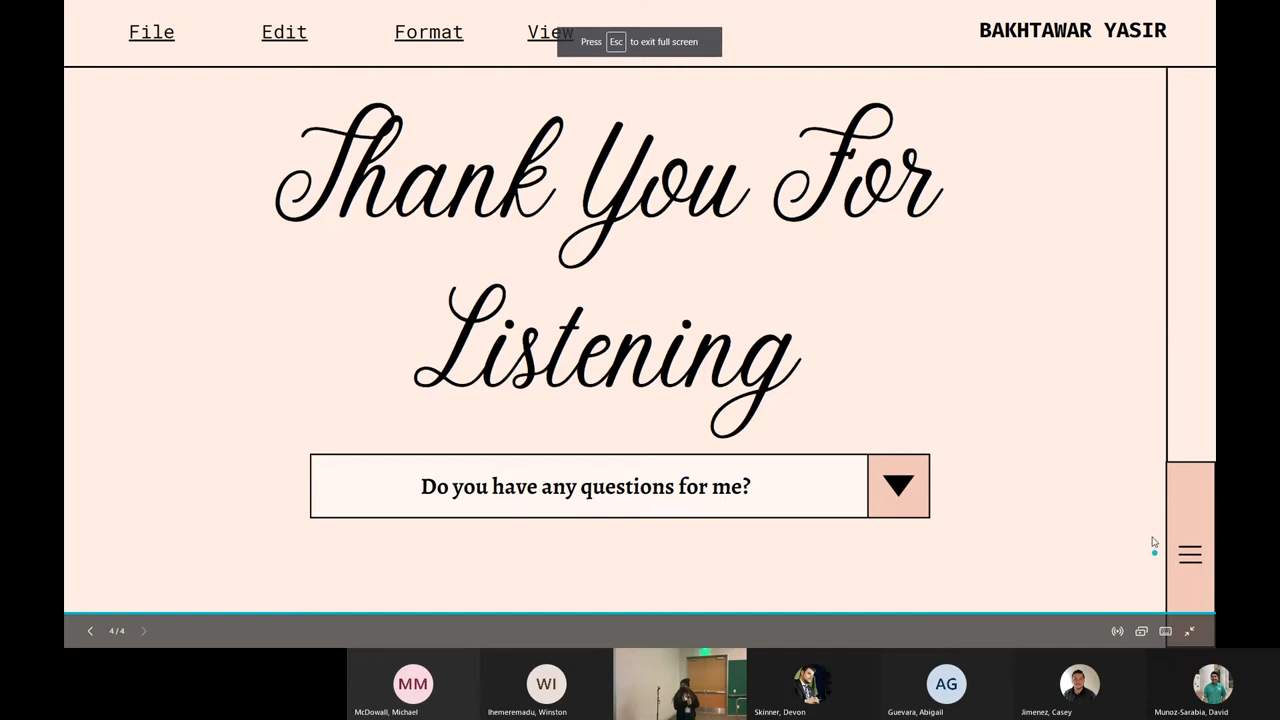 File Edit Format View BAKHTAWAR YASIR
Press Esc to exit full screen
Thank You For
Listening
Do you have any questions for me?
4 / 4
MM WI AG
McDowall, Michael Ihemeremadu, Winston Skinner, Devon Guevara, Abigail Jimenez, Casey Munoz-Sarabia, David